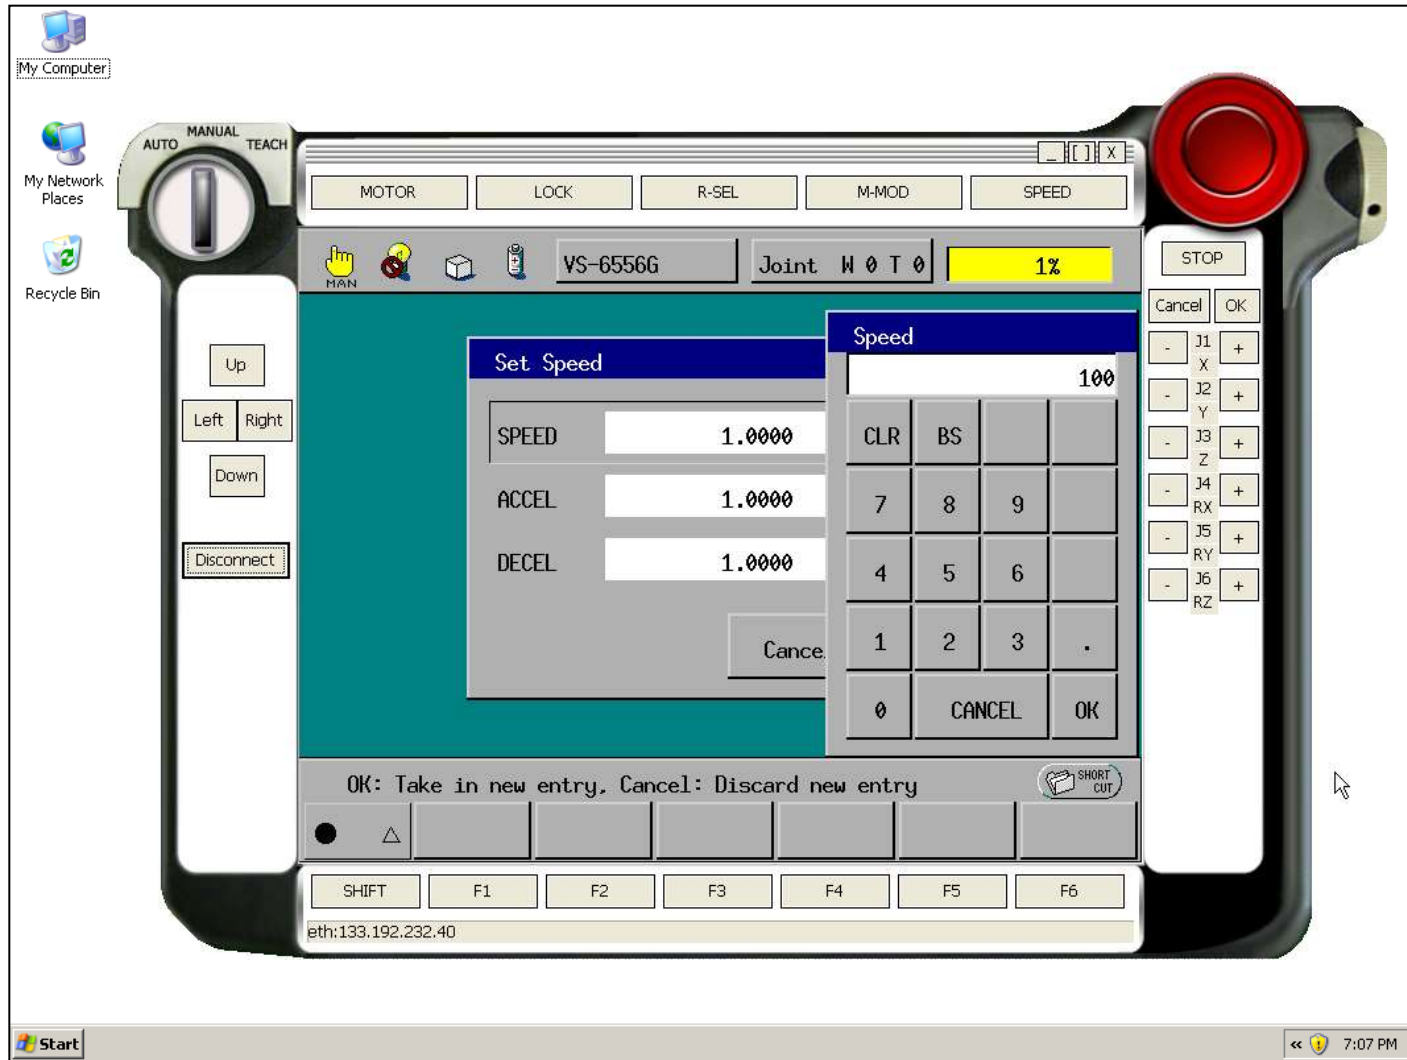 My Computer
My Network
Places
Recycle Bin
AUTO MANUAL TEACH
_ [ ] X
MOTOR LOCK R-SEL M-MOD SPEED
MAN
VS-6556G Joint W 0 T 0 1%
Up
Left Right
Down
Disconnect
Set Speed
SPEED 1.0000
ACCEL 1.0000
DECEL 1.0000
Cance
Speed
100
CLR BS
7 8 9
4 5 6
1 2 3 .
0 CANCEL OK
OK: Take in new entry, Cancel: Discard new entry
SHORT
CUT
SHIFT F1 F2 F3 F4 F5 F6
eth:133.192.232.40
STOP
Cancel OK
- J1 +
X
- J2 +
Y
- J3 +
Z
- J4 +
RX
- J5 +
RY
- J6 +
RZ
Start
« 7:07 PM